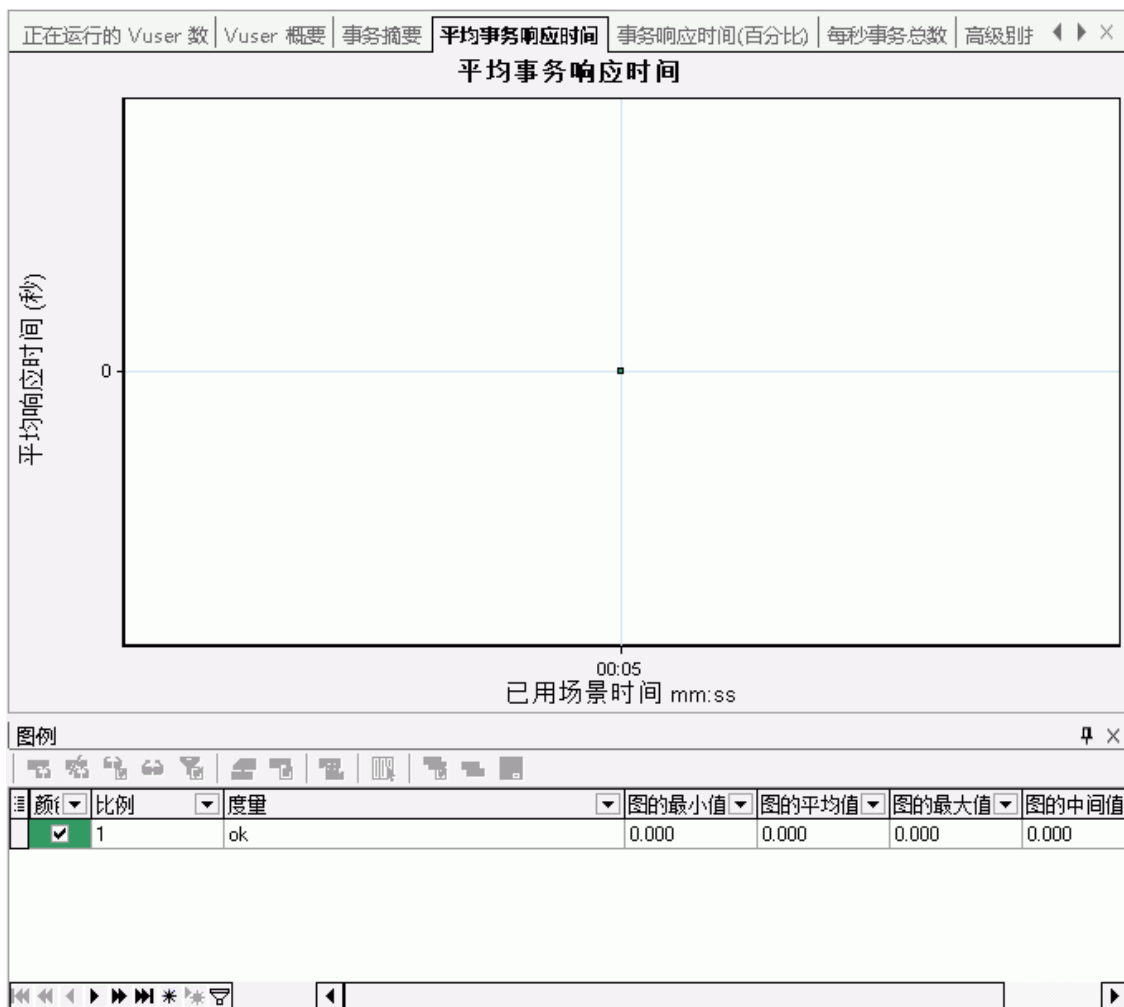 正在运行的 Vuser 数 Vuser 概要 事务摘要 平均事务响应时间 事务响应时间(百分比) 每秒事务总数 高级别
平均事务响应时间
平均响应时间 (秒)
0
00:05
已用场景时间 mm:ss
图例
颜 比例 度量 图的最小值 图的平均值 图的最大值 图的中间值
1 ok 0.000 0.000 0.000 0.000